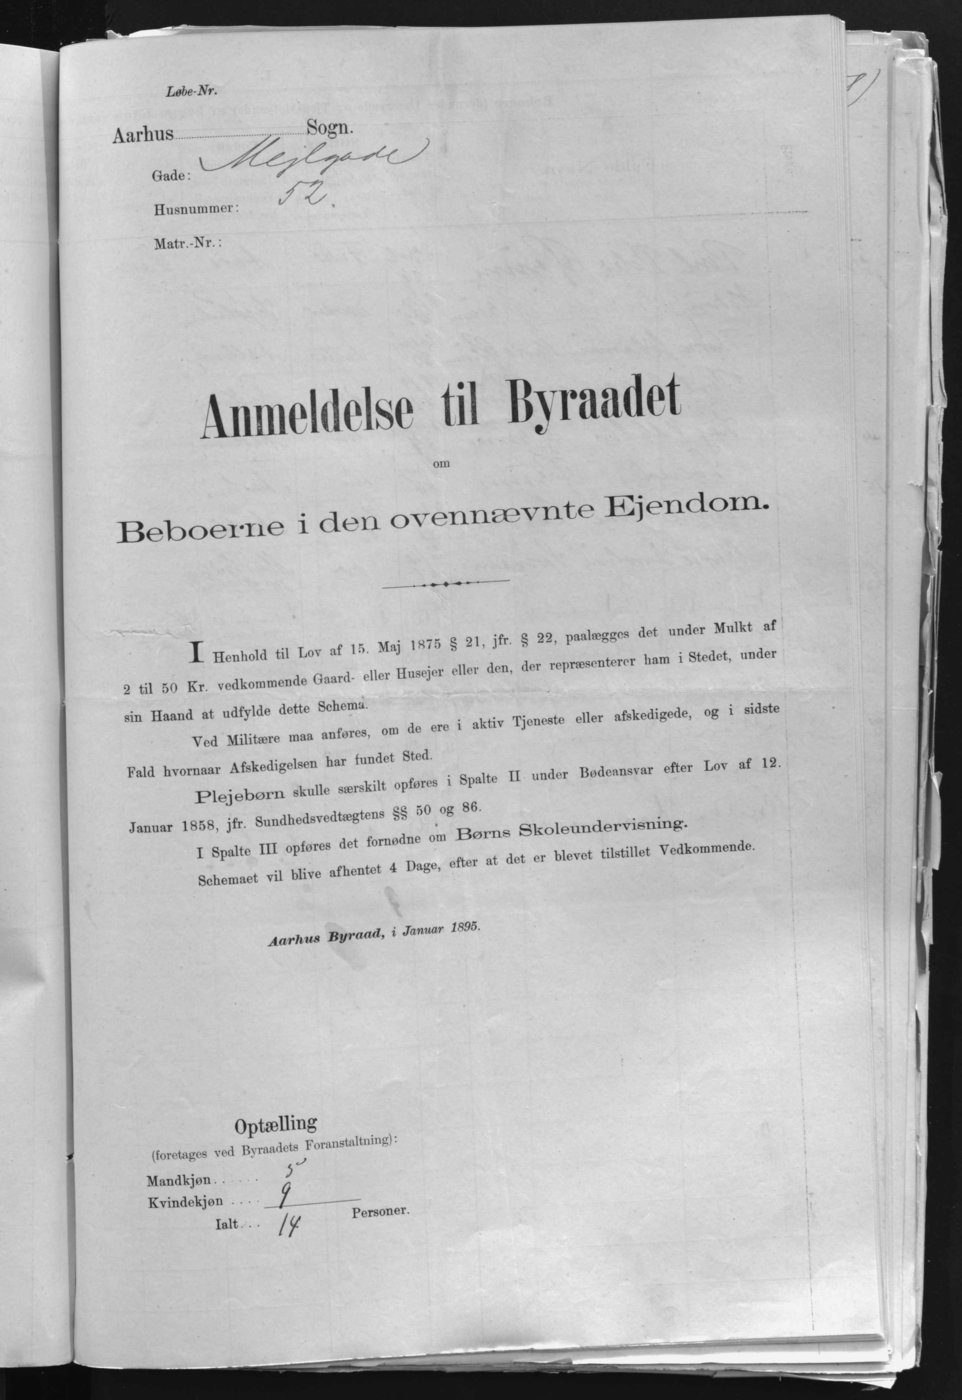 Løbe-Nr.
Aarhus Sogn.
Gade: Mejlgade
Husnummer: 52.
Matr.-Nr.:
Anmeldelse til Byraadet
om
Beboerne i den ovennævnte Ejendom.
I Henhold til Lov af 15. Maj 1875 § 21, jfr. § 22, paalægges det under Mulkt af
2 til 50 Kr. vedkommende Gaard- eller Husejer eller den, der repræsenterer ham i Stedet, under
sin Haand at udfylde dette Schema.
Ved Militære maa anføres, om de ere i aktiv Tjeneste eller afskedigede, og i sidste
Fald hvornaar Afskedigelsen har fundet Sted.
Plejebørn skulle særskilt opføres i Spalte II under Bødeansvar efter Lov af 12.
Januar 1858, jfr. Sundhedsvedtægtens §§ 50 og 86.
I Spalte III opføres det fornødne om Børns Skoleundervisning.
Schemaet vil blive afhentet 4 Dage, efter at det er blevet tilstillet Vedkommende.
Aarhus Byraad, i Januar 1895.
Optælling
(foretages ved Byraadets Foranstaltning):
Mandkjøn...... 5
Kvindekjøn .... 9
Ialt... 14 Personer.